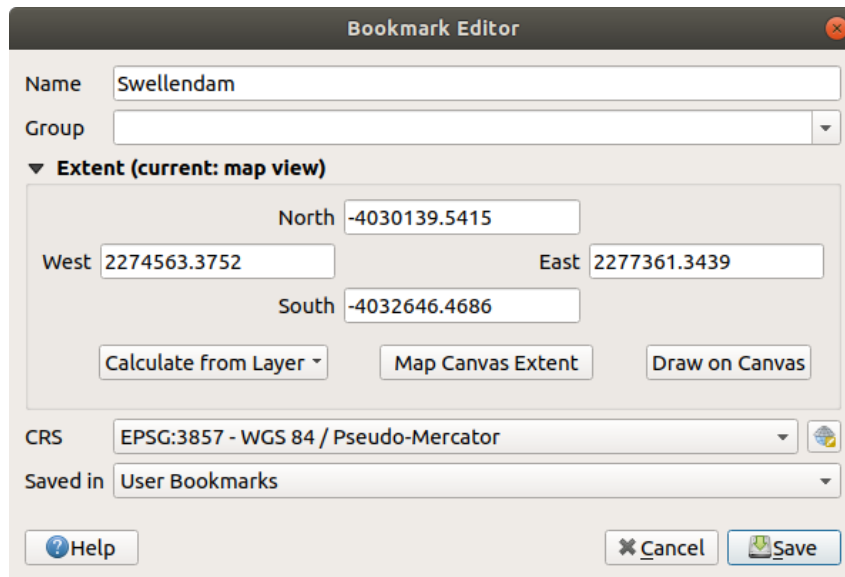 Bookmark Editor
Name Swellendam
Group
Extent (current: map view)
North -4030139.5415
West 2274563.3752 East 2277361.3439
South -4032646.4686
Calculate from Layer Map Canvas Extent Draw on Canvas
CRS EPSG:3857 - WGS 84 / Pseudo-Mercator
Saved in User Bookmarks
Help Cancel Save